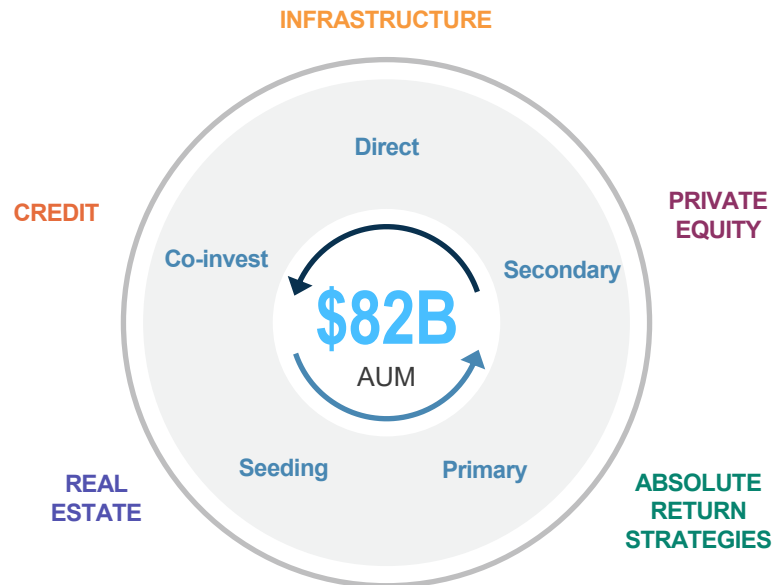 INFRASTRUCTURE
Direct
CREDIT
PRIVATE
EQUITY
Co-invest
Secondary
$82B
AUM
Seeding
Primary
REAL
ESTATE
ABSOLUTE
RETURN
STRATEGIES